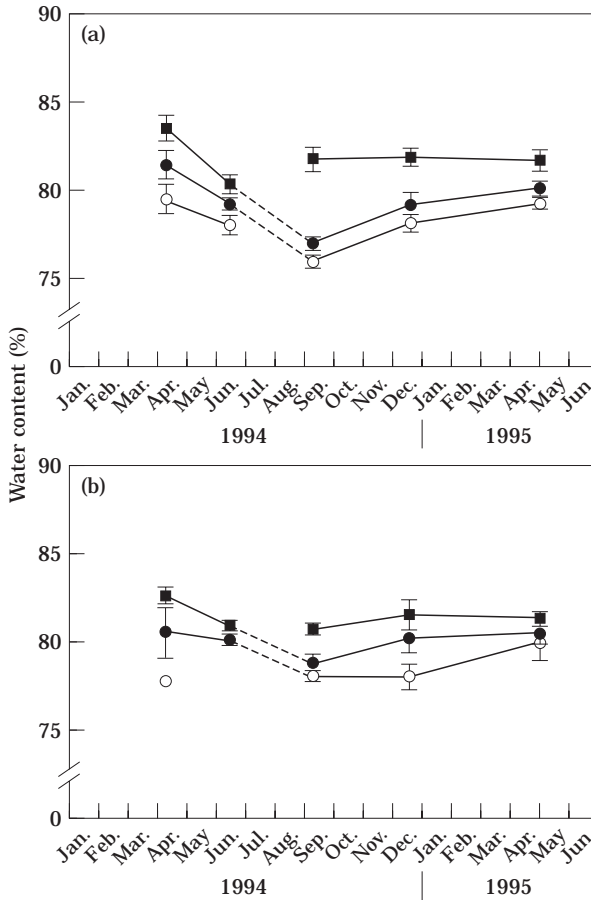 90
(a)
85
80
75
0
Jan. Feb. Mar. Apr. May Jun. Jul. Aug. Sep. Oct. Nov. Dec. Jan. Feb. Mar. Apr. May Jun
1994 1995
Water content (%)
90
(b)
85
80
75
0
Jan. Feb. Mar. Apr. May Jun. Jul. Aug. Sep. Oct. Nov. Dec. Jan. Feb. Mar. Apr. May Jun
1994 1995